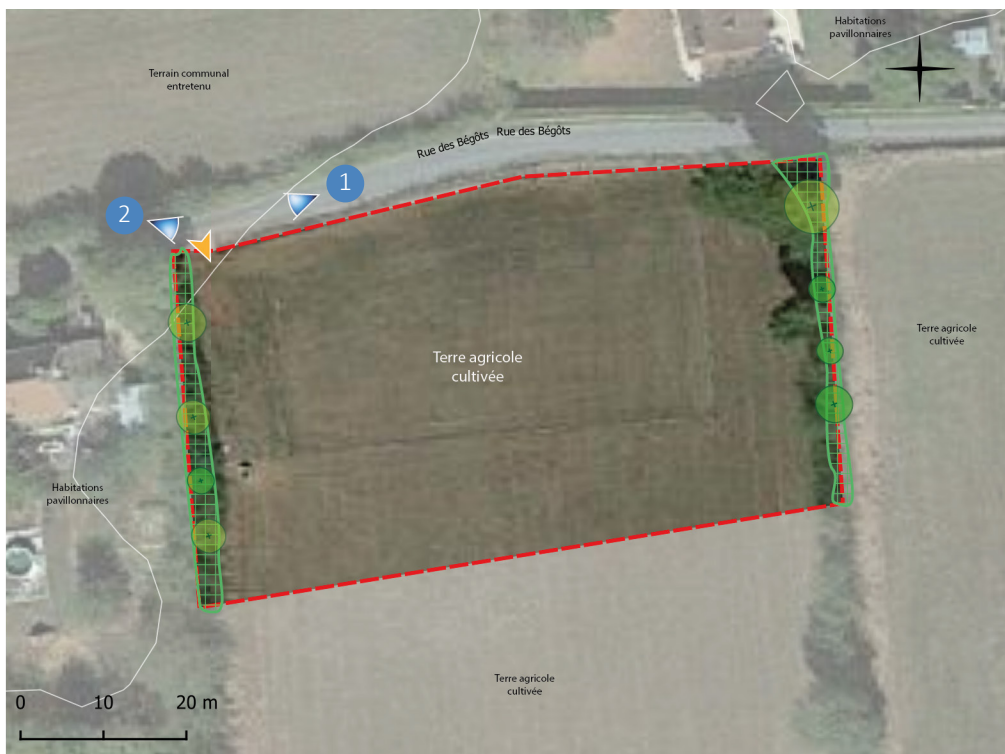 Habitations
pavillonnaires
Terrain communal
entretenu
Rue des Bégôts Rue des Bégôts
1
2
Terre agricole
cultivée
Terre agricole
cultivée
Habitations
pavillonnaires
Terre agricole
cultivée
0 10 20 m